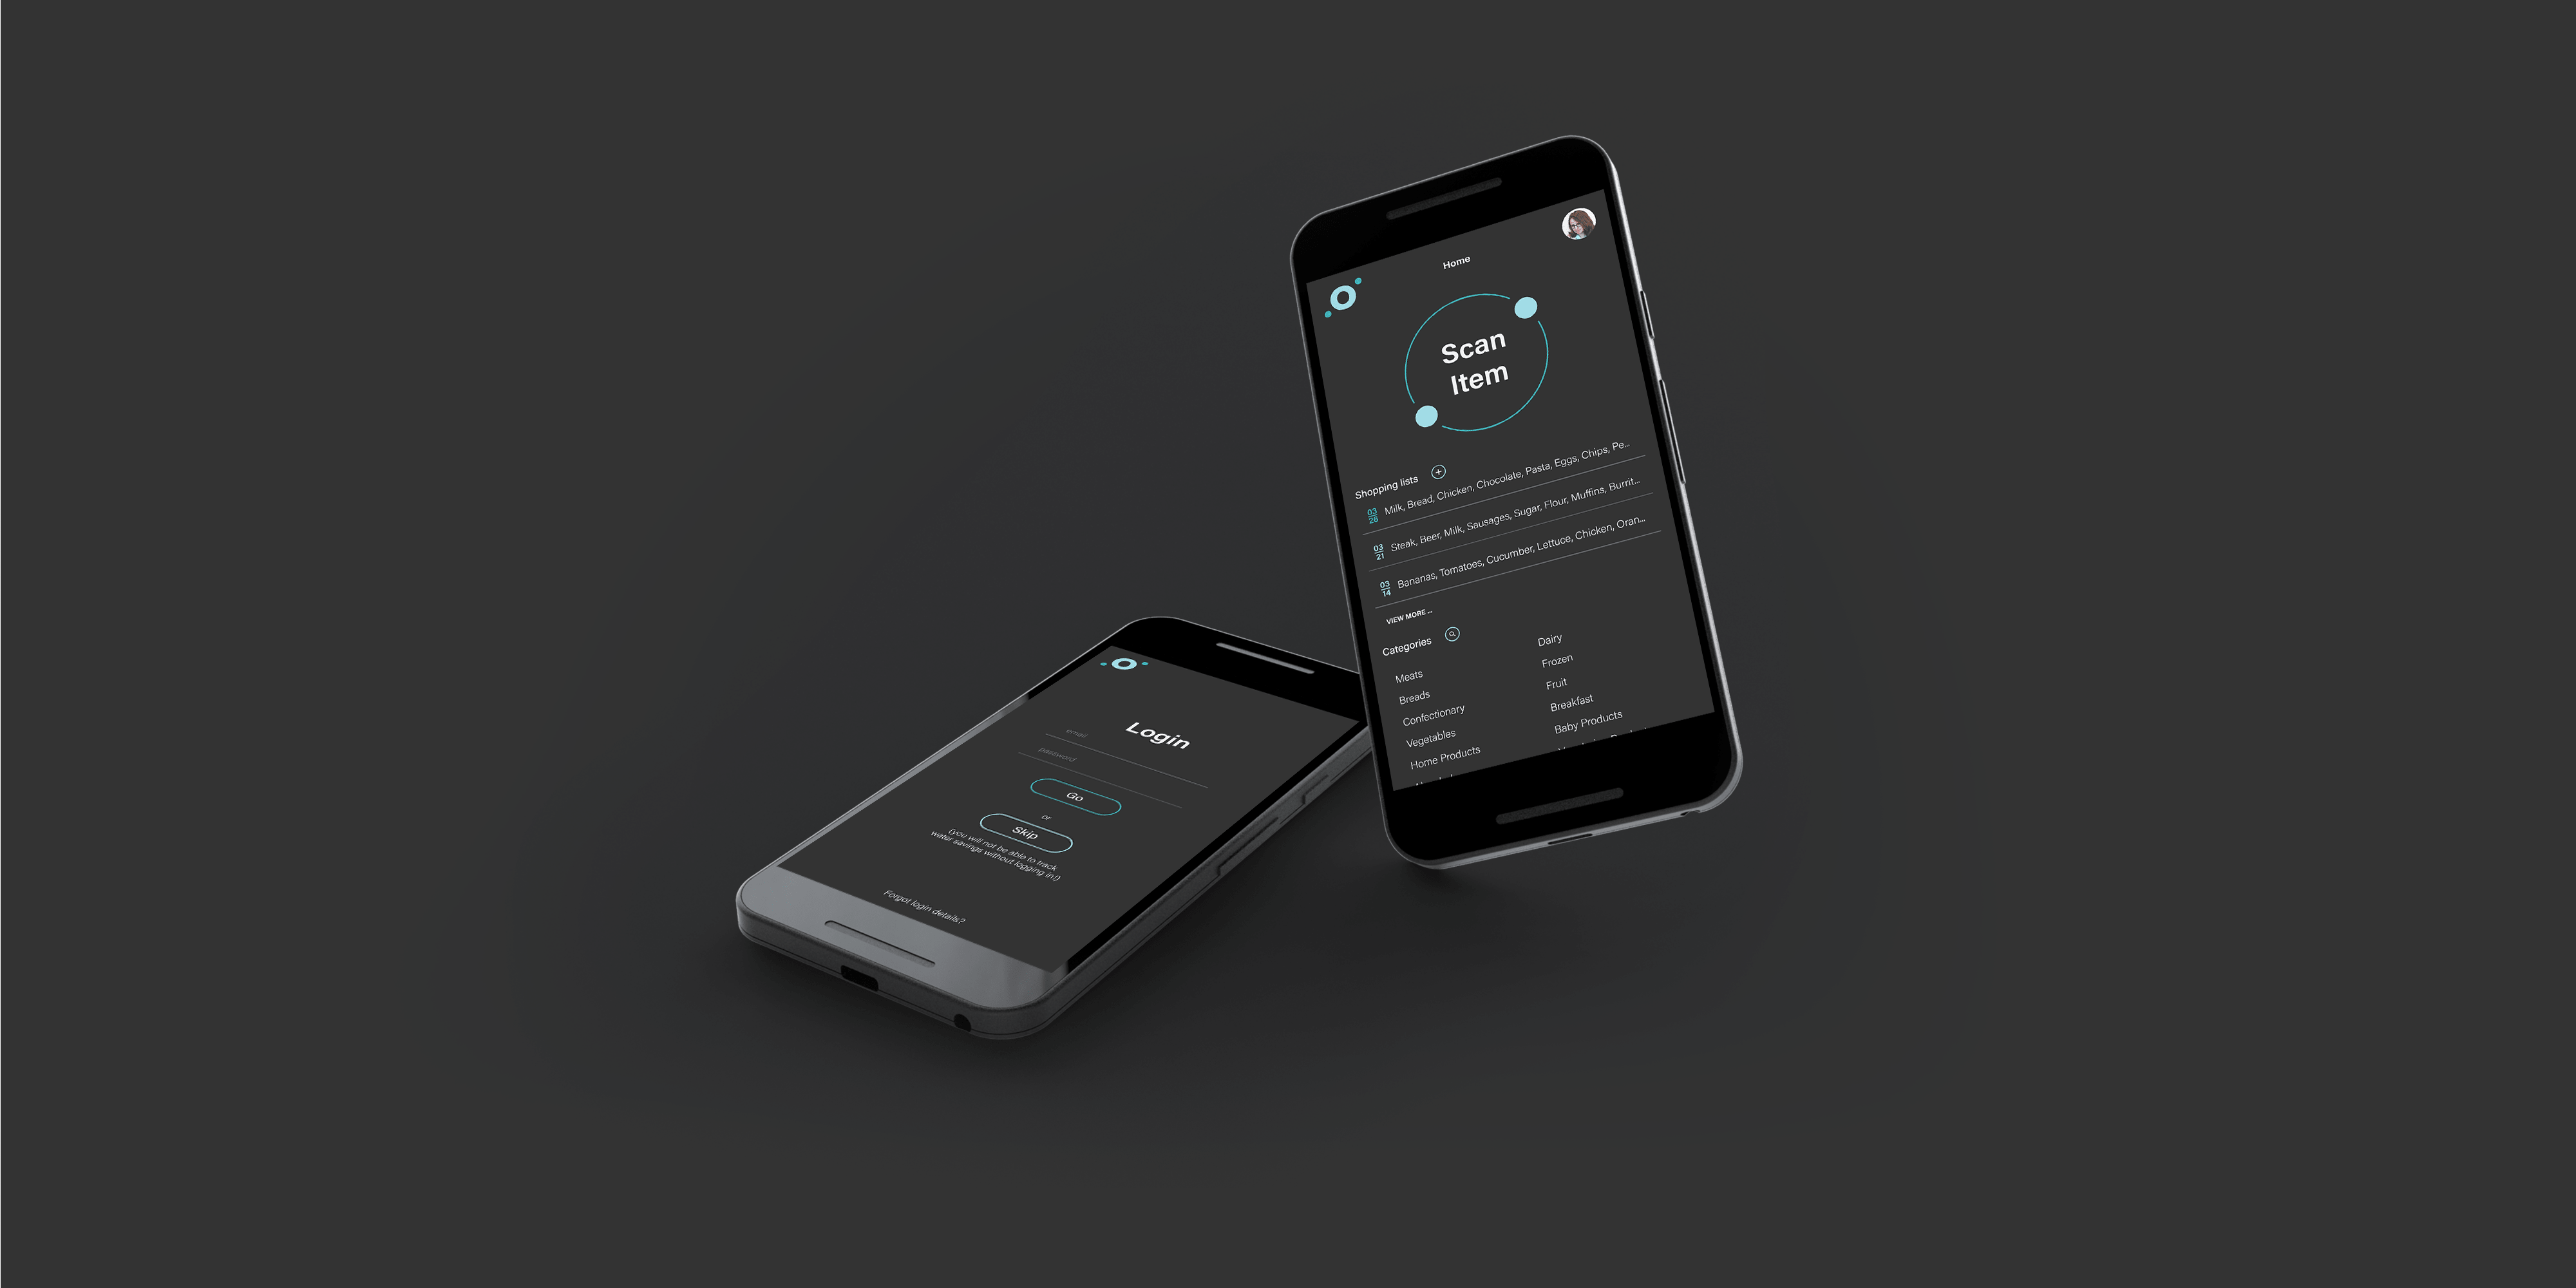 Login
email
password
Go
or
Skip
(you will not be able to track
water savings without logging in!)
Forgot login details?
Home
Scan
Item
Shopping lists
03
26
Milk, Bread, Chicken, Chocolate, Pasta, Eggs, Chips, Pe...
03
21
Steak, Beer, Milk, Sausages, Sugar, Flour, Muffins, Burrit...
03
14
Bananas, Tomatoes, Cucumber, Lettuce, Chicken, Oran...
VIEW MORE ...
Categories
Meats
Breads
Confectionary
Vegetables
Home Products
Dairy
Frozen
Fruit
Breakfast
Baby Products